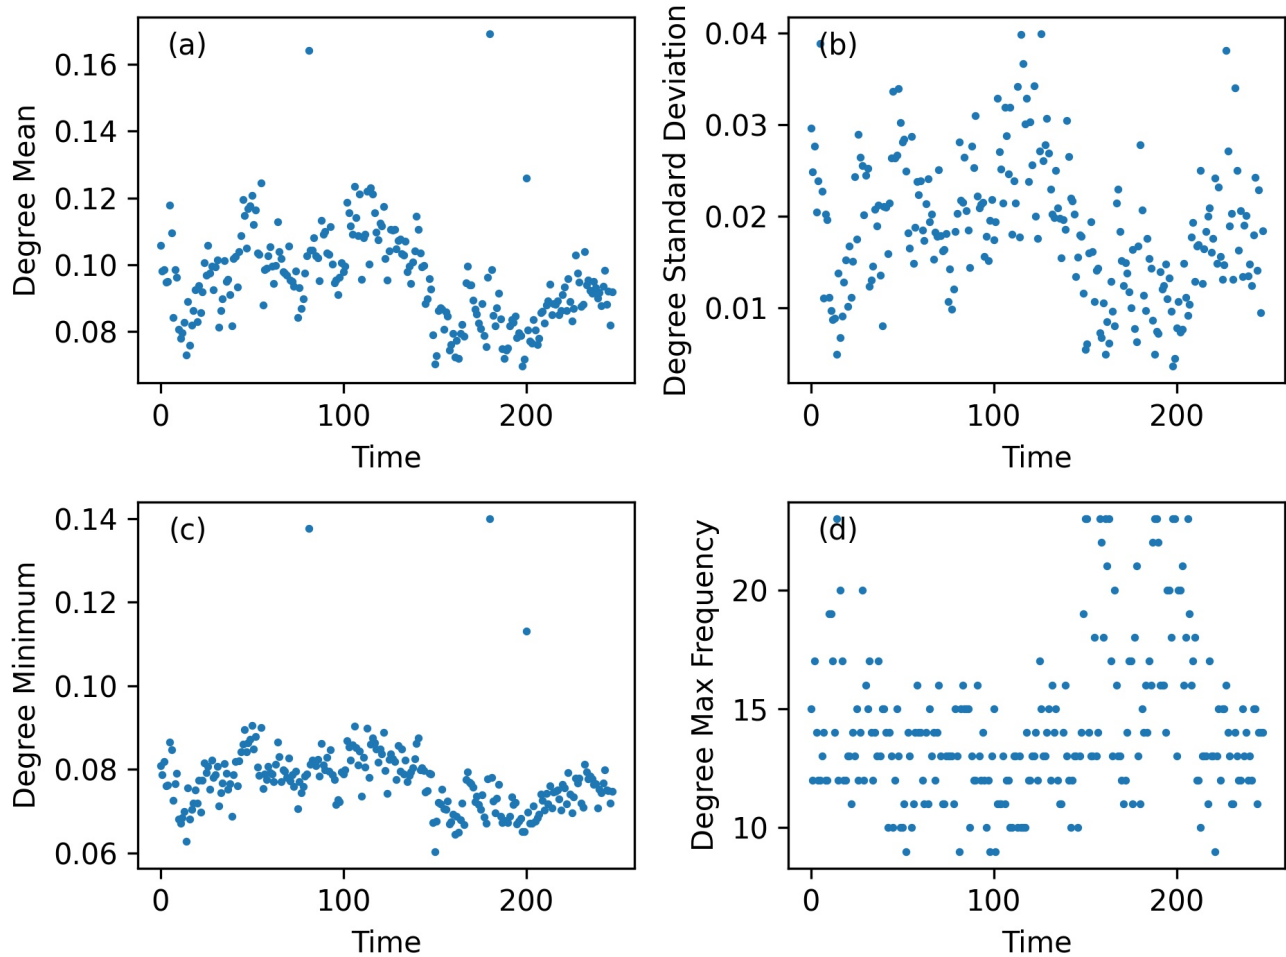 (a)
Degree Mean
0.16
0.14
0.12
0.10
0.08
0
100
200
Time
(b)
Degree Standard Deviation
0.04
0.03
0.02
0.01
0
100
200
Time
(c)
Degree Minimum
0.14
0.12
0.10
0.08
0.06
0
100
200
Time
(d)
Degree Max Frequency
20
15
10
0
100
200
Time